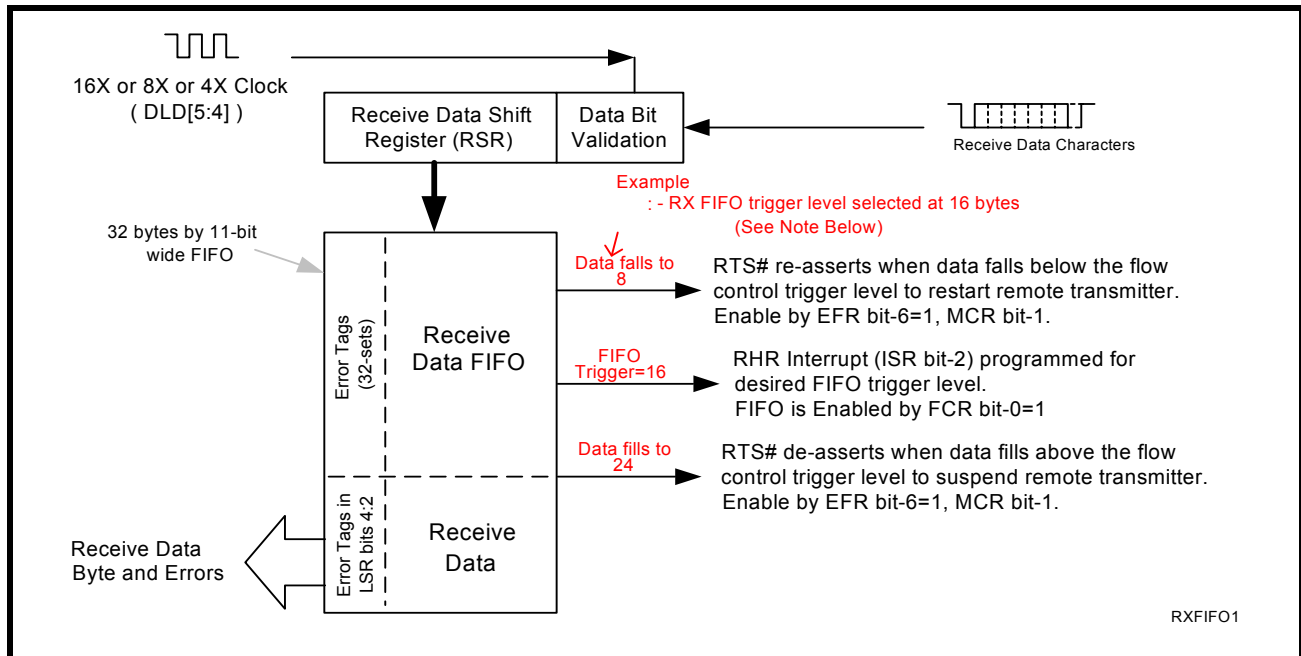 16X or 8X or 4X Clock
( DLD[5:4] )
Receive Data Shift
Register (RSR)
Data Bit
Validation
Receive Data Characters
Example
: - RX FIFO trigger level selected at 16 bytes
(See Note Below)
32 bytes by 11-bit
wide FIFO
Data falls to
8
RTS# re-asserts when data falls below the flow
control trigger level to restart remote transmitter.
Enable by EFR bit-6=1, MCR bit-1.
Error Tags
(32-sets)
Receive
Data FIFO
FIFO
Trigger=16
RHR Interrupt (ISR bit-2) programmed for
desired FIFO trigger level.
FIFO is Enabled by FCR bit-0=1
Data fills to
24
RTS# de-asserts when data fills above the flow
control trigger level to suspend remote transmitter.
Enable by EFR bit-6=1, MCR bit-1.
Error Tags in
LSR bits 4:2
Receive
Data
Receive Data
Byte and Errors
RXFIFO1